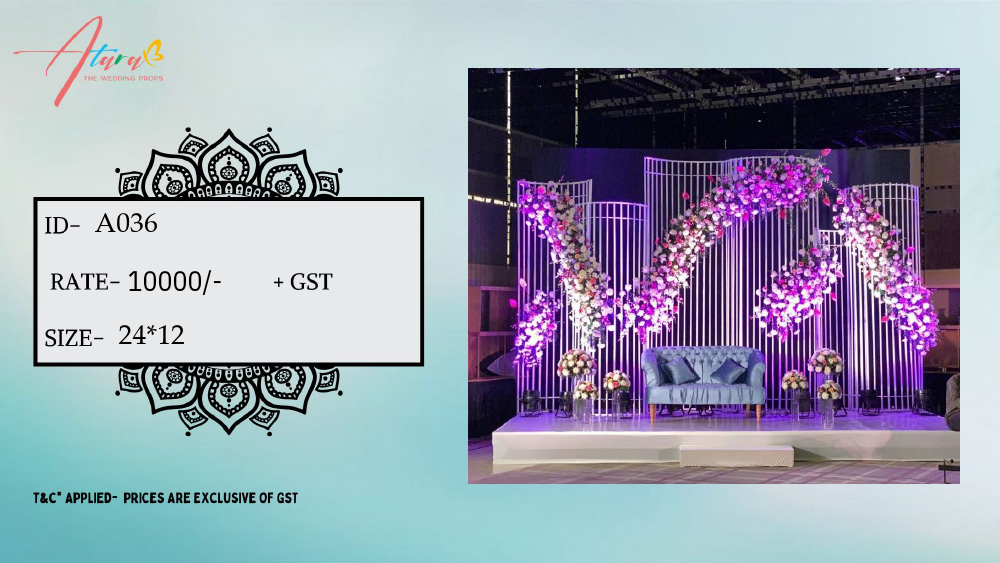 Atara
THE WEDDING PROPS
ID- A036
RATE- 10000/- + GST
SIZE- 24*12
T&C* APPLIED- PRICES ARE EXCLUSIVE OF GST